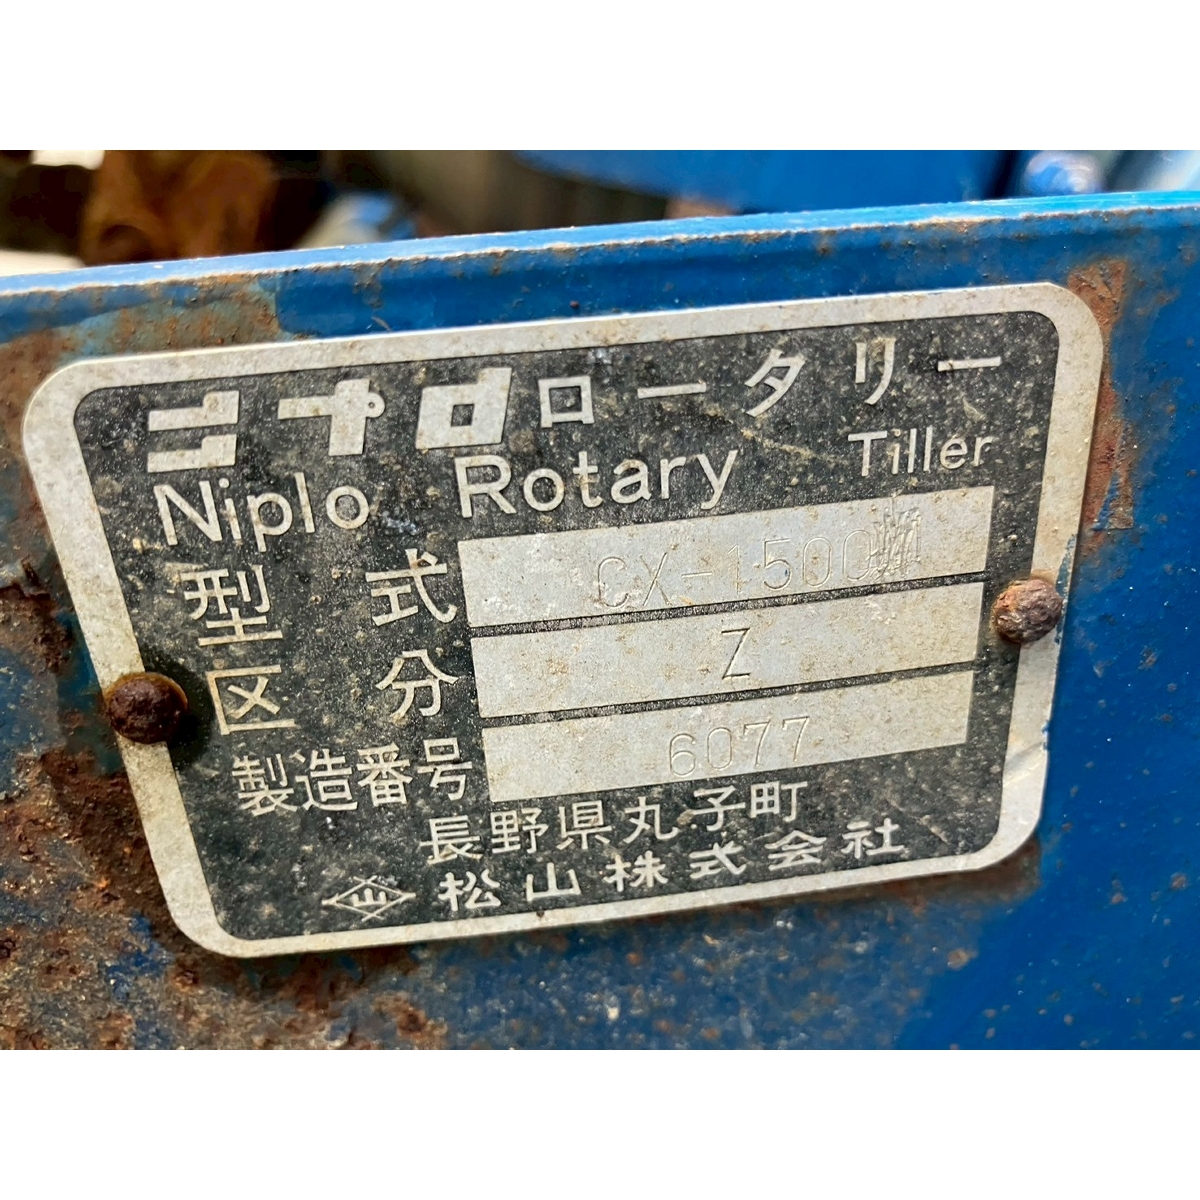 ニプロロータリー
Niplo Rotary Tiller
型式 CX-1500
区分 Z
製造番号 6077
長野県丸子町
松山株式会社